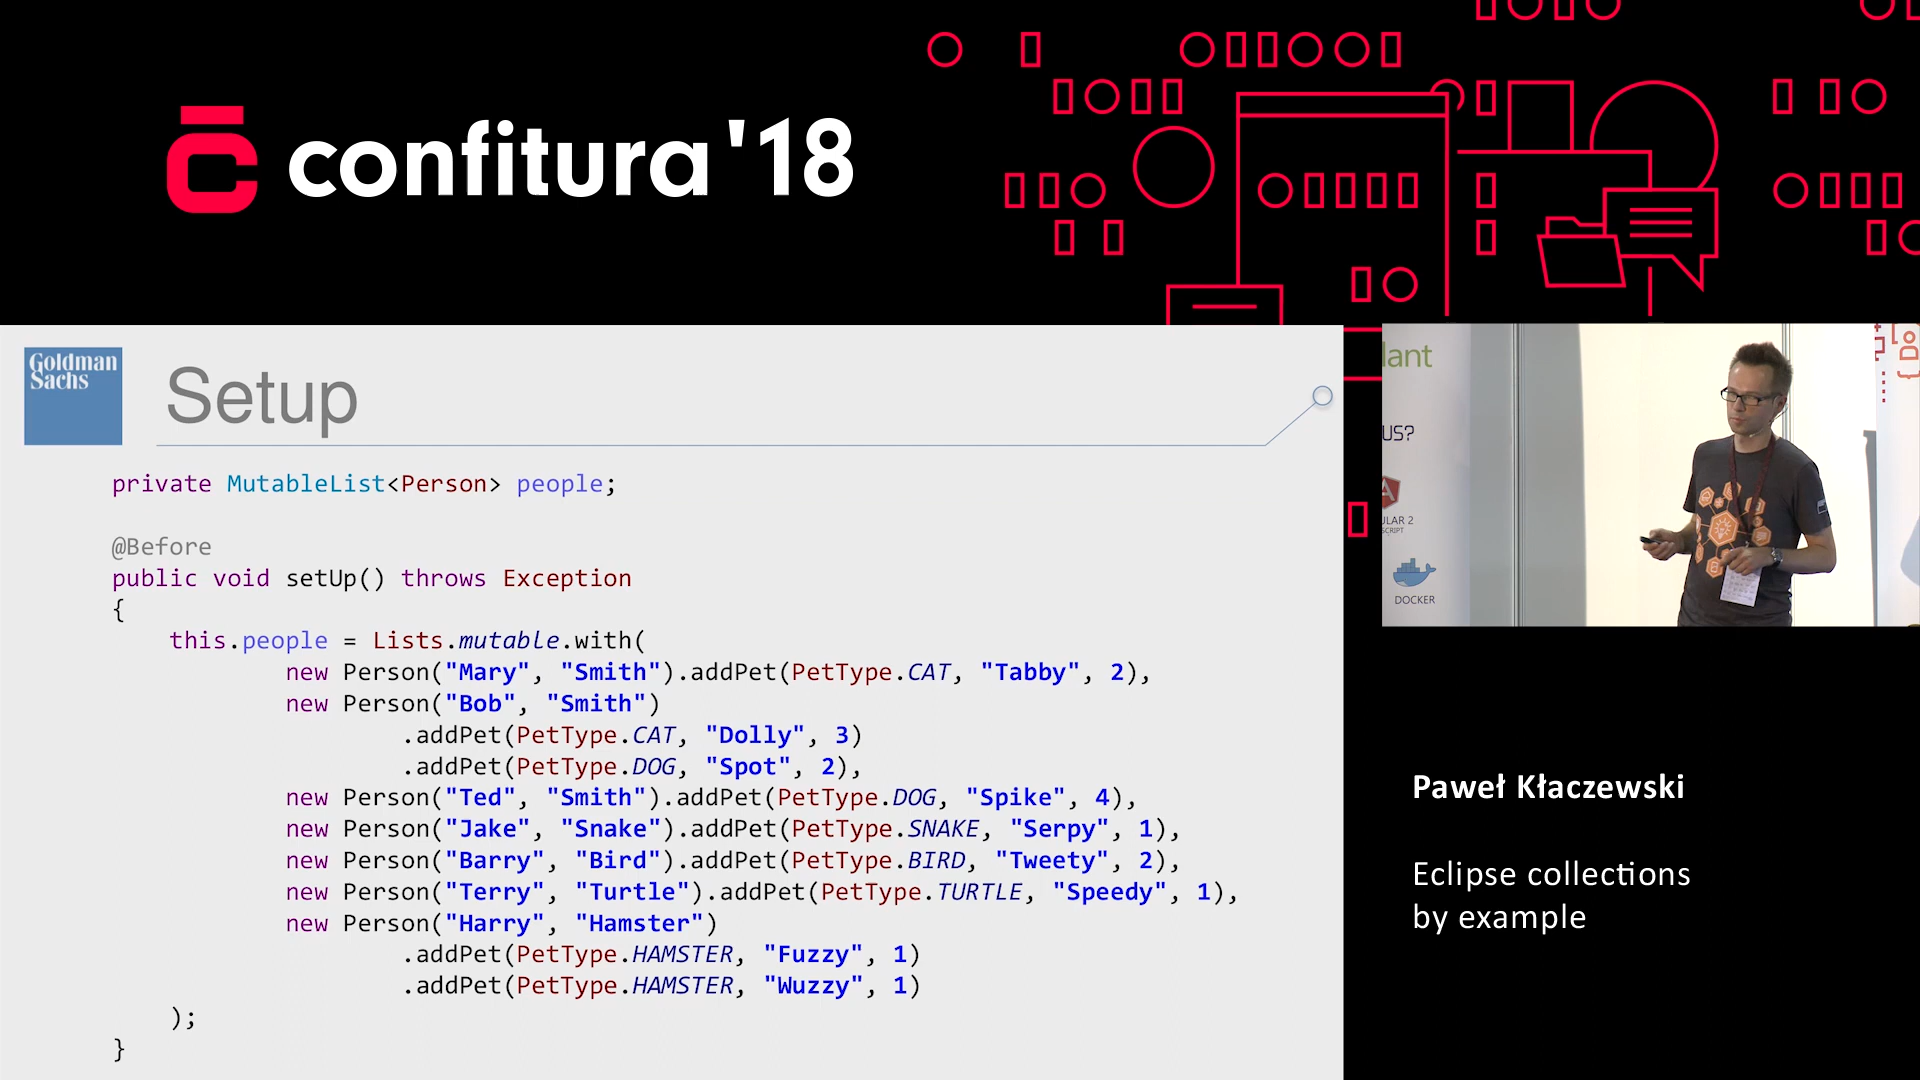 confitura '18
Goldman
Sachs
Setup
private MutableList<Person> people;
@Before
public void setUp() throws Exception
{
    this.people = Lists.mutable.with(
            new Person("Mary", "Smith").addPet(PetType.CAT, "Tabby", 2),
            new Person("Bob", "Smith")
                    .addPet(PetType.CAT, "Dolly", 3)
                    .addPet(PetType.DOG, "Spot", 2),
            new Person("Ted", "Smith").addPet(PetType.DOG, "Spike", 4),
            new Person("Jake", "Snake").addPet(PetType.SNAKE, "Serpy", 1),
            new Person("Barry", "Bird").addPet(PetType.BIRD, "Tweety", 2),
            new Person("Terry", "Turtle").addPet(PetType.TURTLE, "Speedy", 1),
            new Person("Harry", "Hamster")
                    .addPet(PetType.HAMSTER, "Fuzzy", 1)
                    .addPet(PetType.HAMSTER, "Wuzzy", 1)
    );
}
lant
US?
ULAR 2
SCRIPT
DOCKER
{Do
Paweł Kłaczewski
Eclipse collections
by example